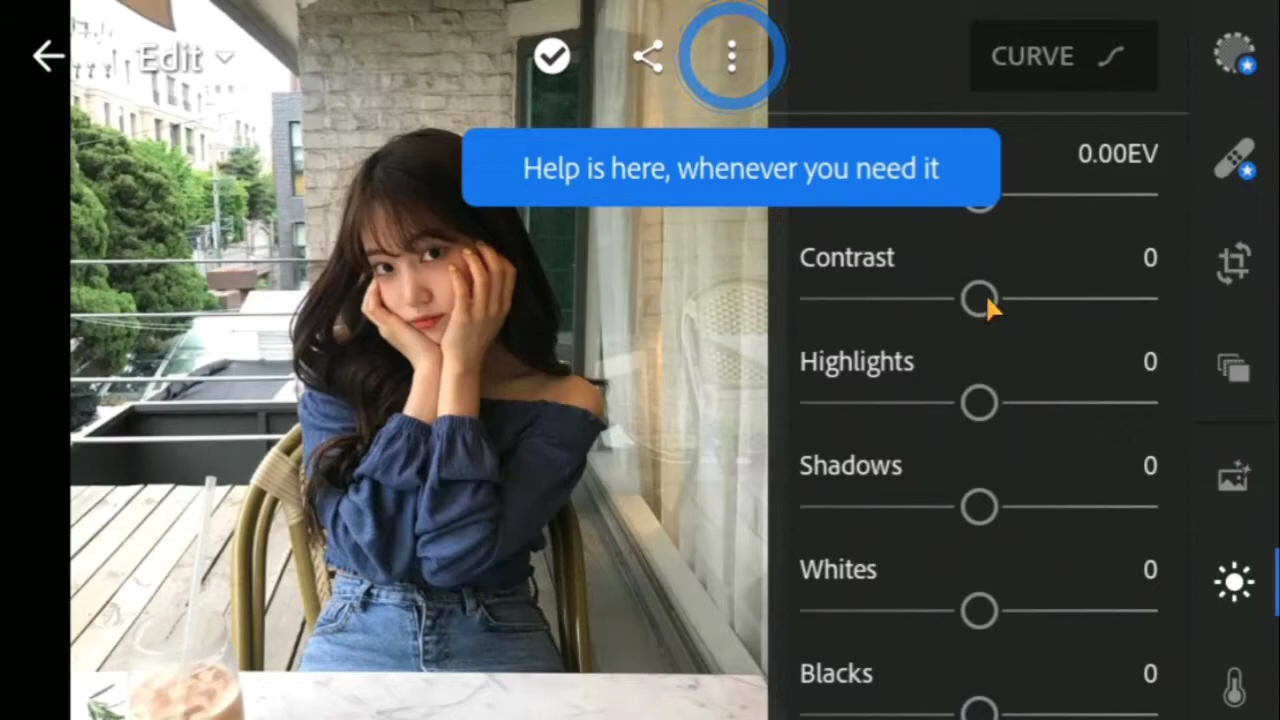 Edit
CURVE
Help is here, whenever you need it
0.00EV
Contrast 0
Highlights 0
Shadows 0
Whites 0
Blacks 0